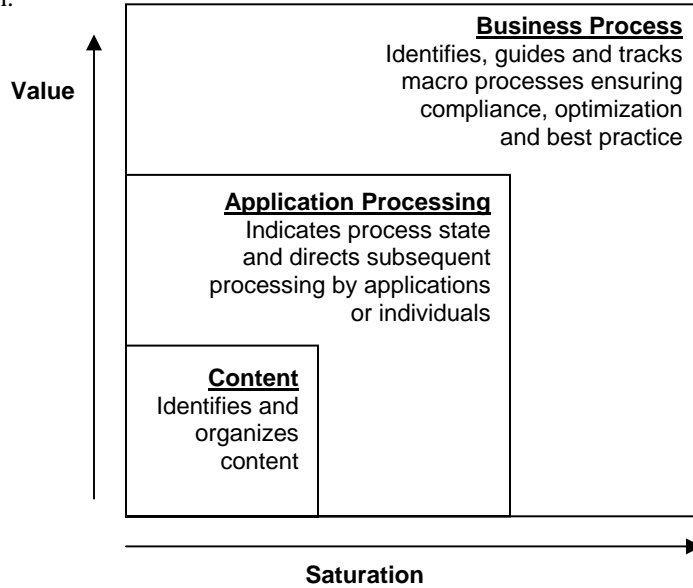 Business Process
Identifies, guides and tracks
macro processes ensuring
compliance, optimization
and best practice
Value
Application Processing
Indicates process state
and directs subsequent
processing by applications
or individuals
Content
Identifies and
organizes
content
Saturation